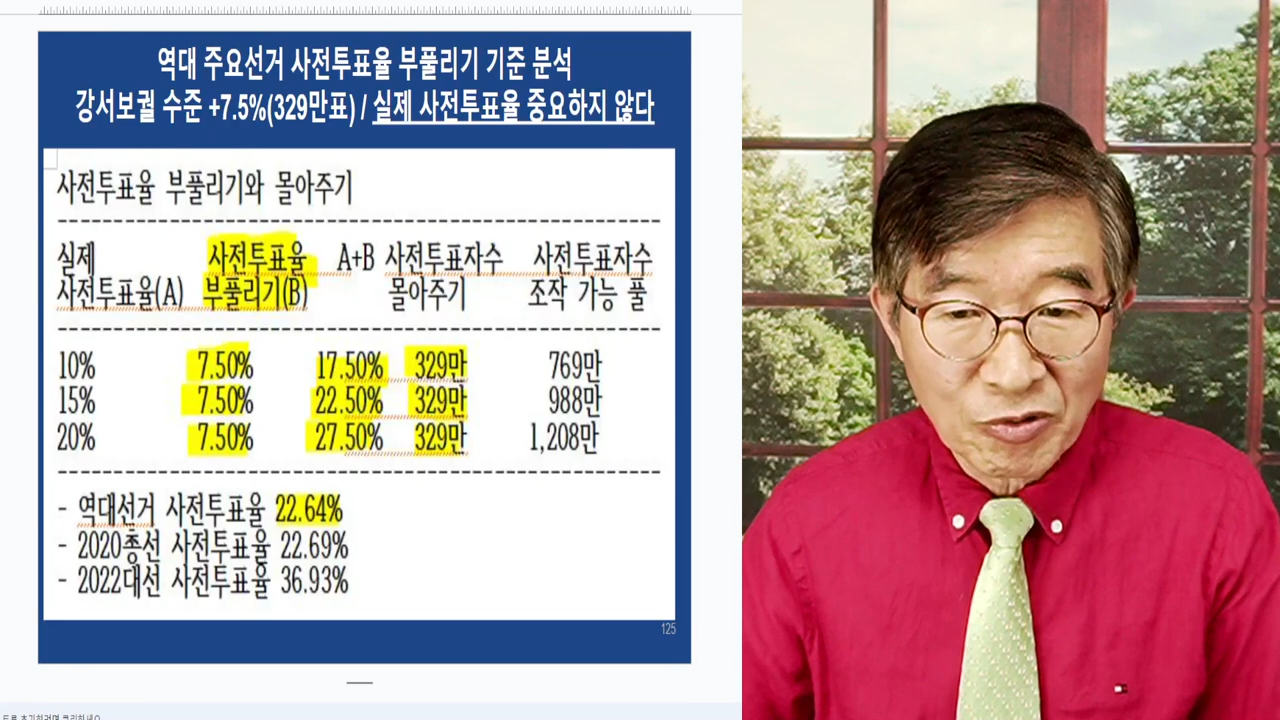 역대 주요선거 사전투표율 부풀리기 기준 분석
강서보궐 수준 +7.5%(329만표) / 실제 사전투표율 중요하지 않다
사전투표율 부풀리기와 몰아주기
실제 사전투표율 A+B 사전투표자수 사전투표자수
사전투표율(A) 부풀리기(B) 몰아주기 조작 가능 풀
10% 7.50% 17.50% 329만 769만
15% 7.50% 22.50% 329만 988만
20% 7.50% 27.50% 329만 1,208만
- 역대선거 사전투표율 22.64%
- 2020총선 사전투표율 22.69%
- 2022대선 사전투표율 36.93%
125